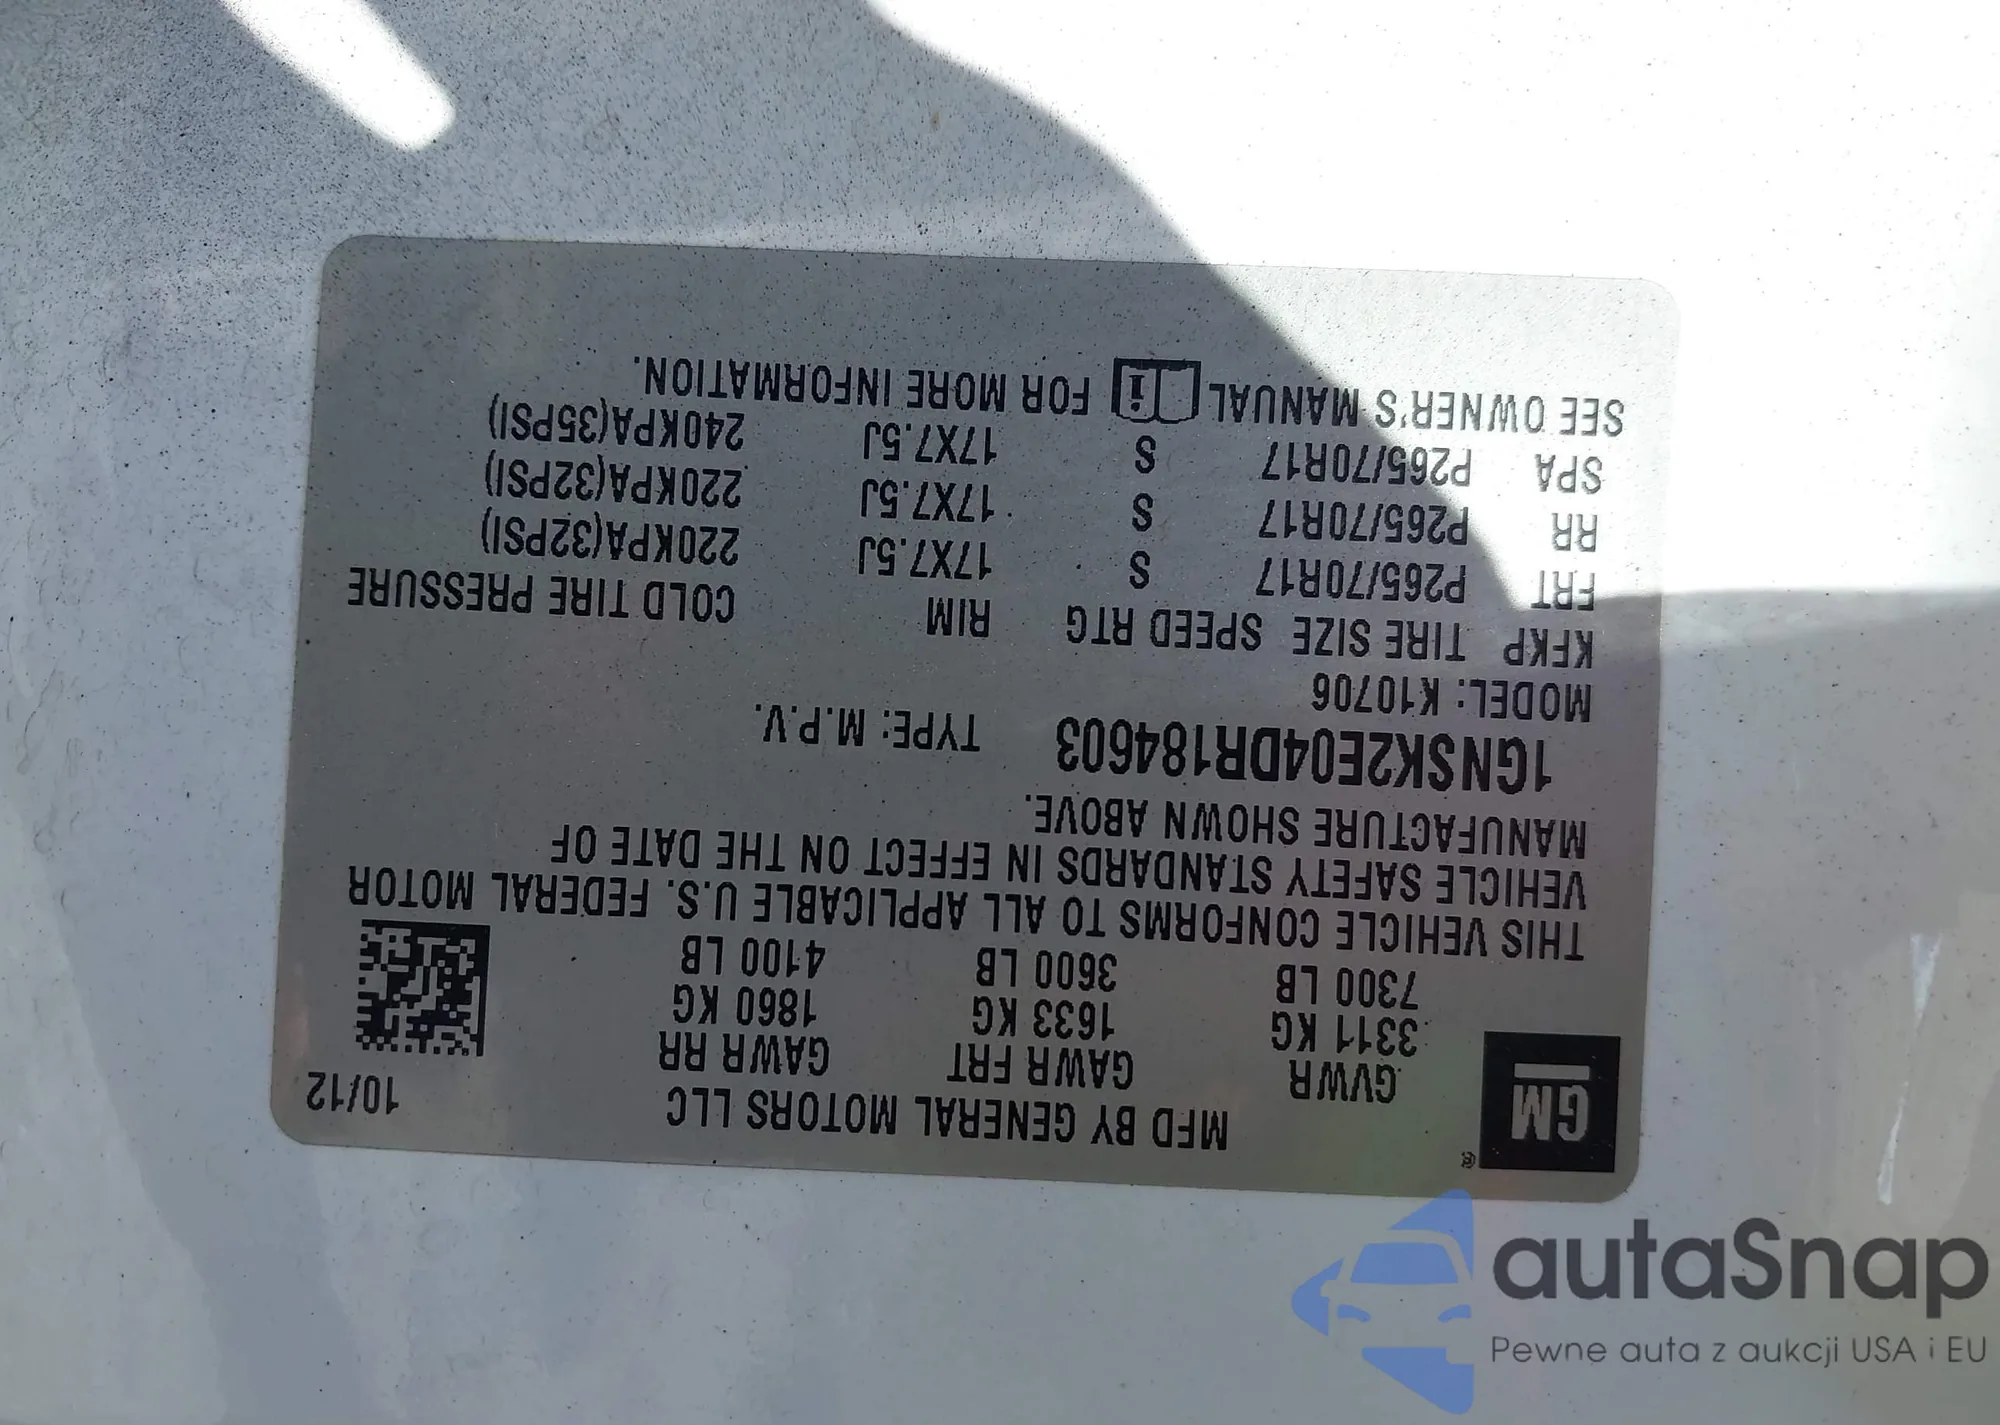 MFD BY GENERAL MOTORS LLC 10/12
GM ®
GVWR GAWR FRT GAWR RR
3311 KG 1633 KG 1860 KG
7300 LB 3600 LB 4100 LB
THIS VEHICLE CONFORMS TO ALL APPLICABLE U.S. FEDERAL MOTOR
VEHICLE SAFETY STANDARDS IN EFFECT ON THE DATE OF
MANUFACTURE SHOWN ABOVE.
1GNSK2E04DR184603 TYPE: M.P.V.
MODEL: K10706
KFKP TIRE SIZE SPEED RTG RIM COLD TIRE PRESSURE
FRT P265/70R17 S 17X7.5J 220KPA(32PSI)
RR P265/70R17 S 17X7.5J 220KPA(32PSI)
SPA P265/70R17 S 17X7.5J 240KPA(35PSI)
SEE OWNER'S MANUAL i FOR MORE INFORMATION.
autaSnap
Pewne auta z aukcji USA i EU